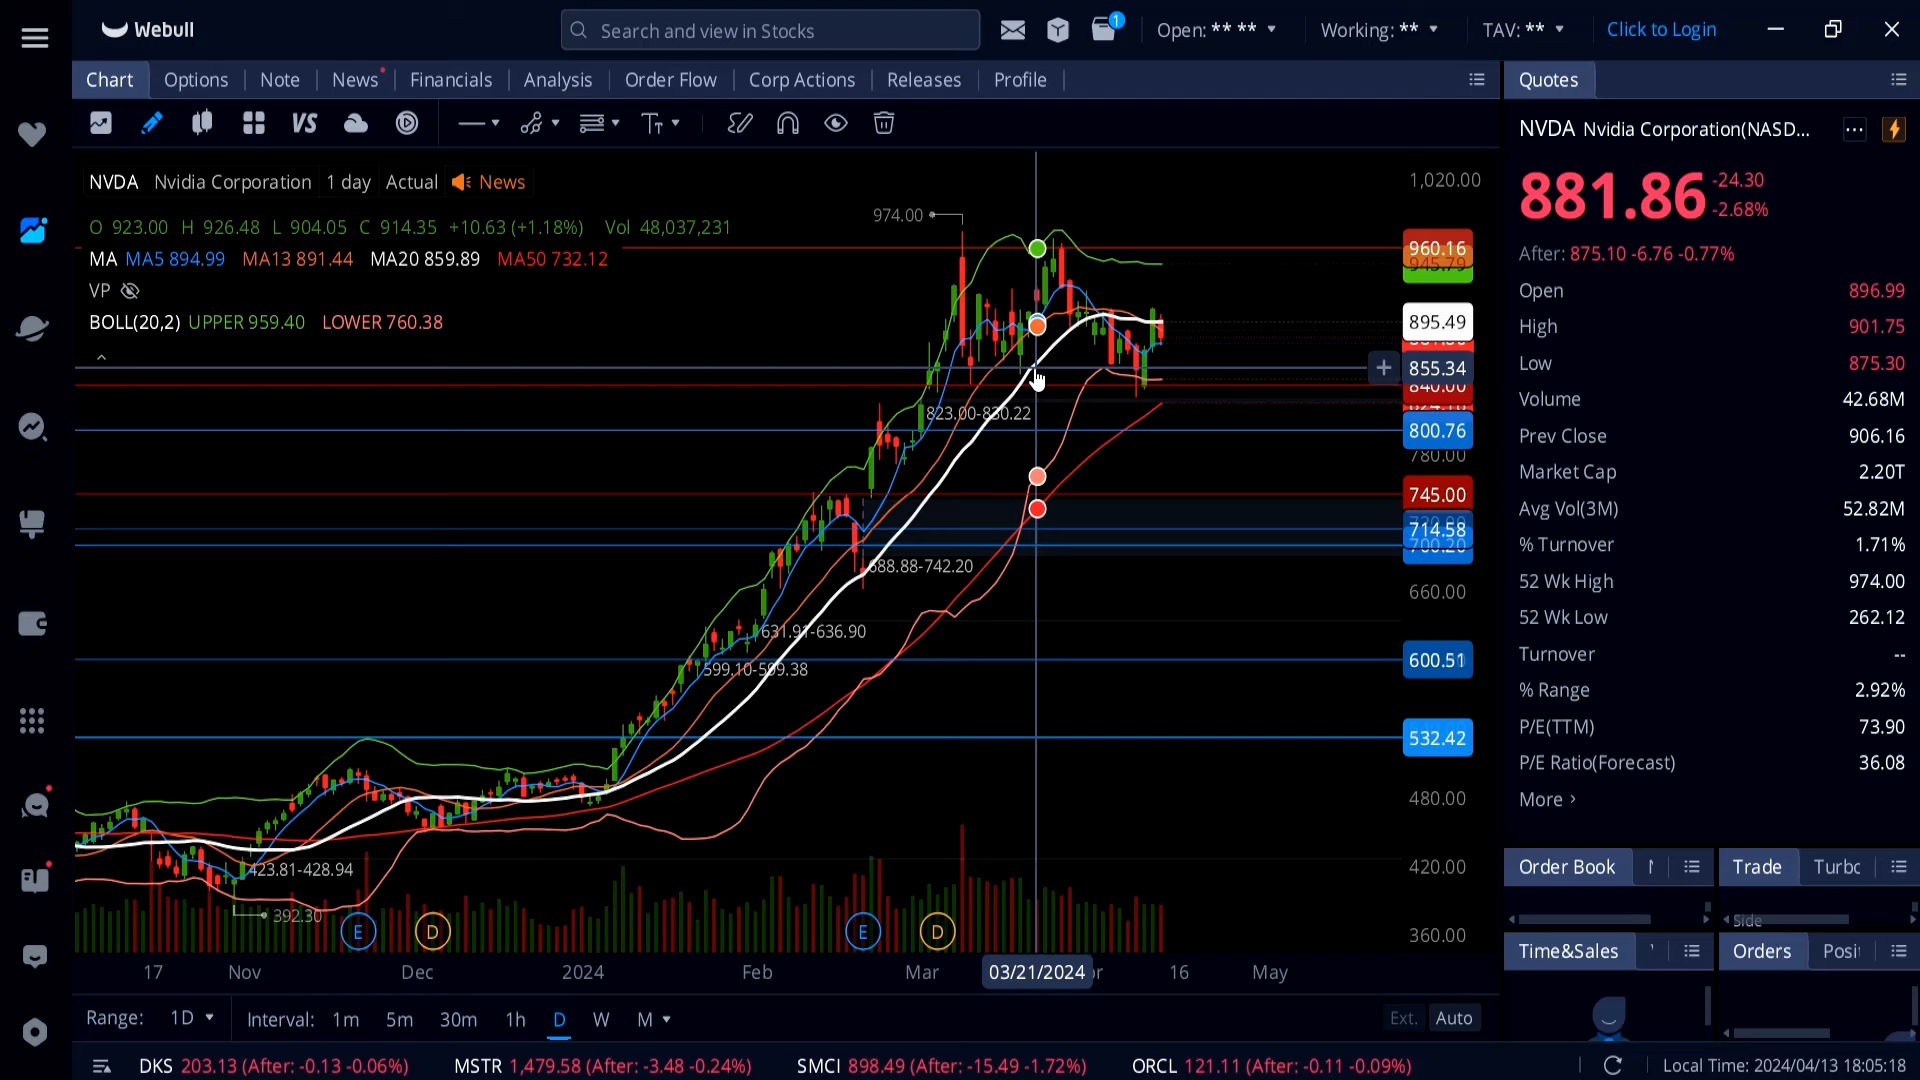 Webull
Search and view in Stocks
1
Open: ** **
Working: **
TAV: **
Click to Login
Chart
Options
Note
News
Financials
Analysis
Order Flow
Corp Actions
Releases
Profile
Quotes
VS
NVDA Nvidia Corporation 1 day Actual News
O 923.00 H 926.48 L 904.05 C 914.35 +10.63 (+1.18%) Vol 48,037,231
MA MA5 894.99 MA13 891.44 MA20 859.89 MA50 732.12
VP
BOLL(20,2) UPPER 959.40 LOWER 760.38
974.00
823.00-830.22
688.88-742.20
631.91-636.90
599.10-599.38
423.81-428.94
392.30
E
D
E
D
1,020.00
960.16
945.79
895.49
855.34
840.00
800.76
780.00
745.00
714.58
700.20
660.00
600.51
532.42
480.00
420.00
360.00
17
Nov
Dec
2024
Feb
Mar
03/21/2024
16
May
Range: 1D
Interval: 1m 5m 30m 1h D W M
Ext. Auto
NVDA Nvidia Corporation(NASD...
881.86
-24.30
-2.68%
After: 875.10 -6.76 -0.77%
Open 896.99
High 901.75
Low 875.30
Volume 42.68M
Prev Close 906.16
Market Cap 2.20T
Avg Vol(3M) 52.82M
% Turnover 1.71%
52 Wk High 974.00
52 Wk Low 262.12
Turnover --
% Range 2.92%
P/E(TTM) 73.90
P/E Ratio(Forecast) 36.08
More
Order Book
Trade
Turbo
Side
Time&Sales
Orders
Posit
DKS 203.13 (After: -0.13 -0.06%)
MSTR 1,479.58 (After: -3.48 -0.24%)
SMCI 898.49 (After: -15.49 -1.72%)
ORCL 121.11 (After: -0.11 -0.09%)
Local Time: 2024/04/13 18:05:18